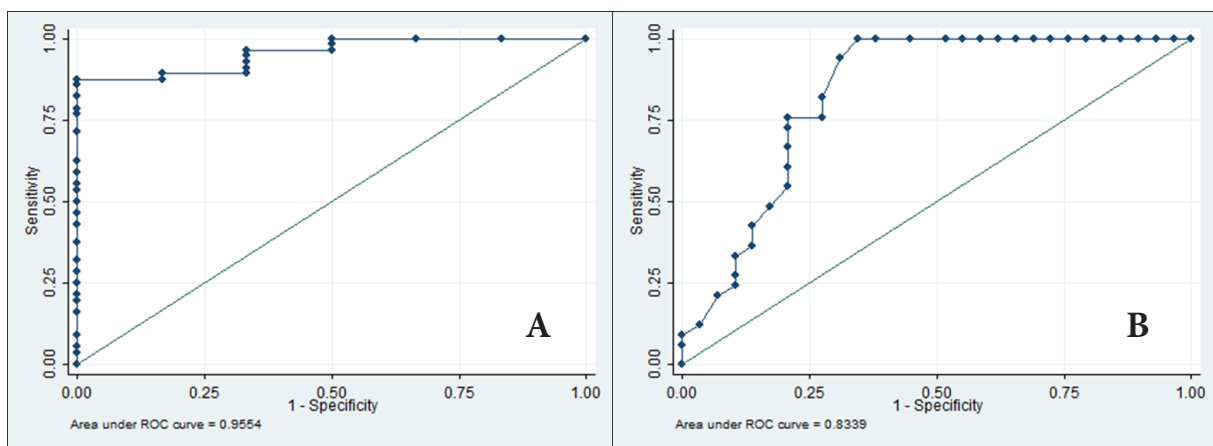 1.00
0.75
0.50
0.25
0.00
Sensitivity
A
0.00 0.25 0.50 0.75 1.00
1 - Specificity
Area under ROC curve = 0.9554
1.00
0.75
0.50
0.25
0.00
Sensitivity
B
0.00 0.25 0.50 0.75 1.00
1 - Specificity
Area under ROC curve = 0.8339